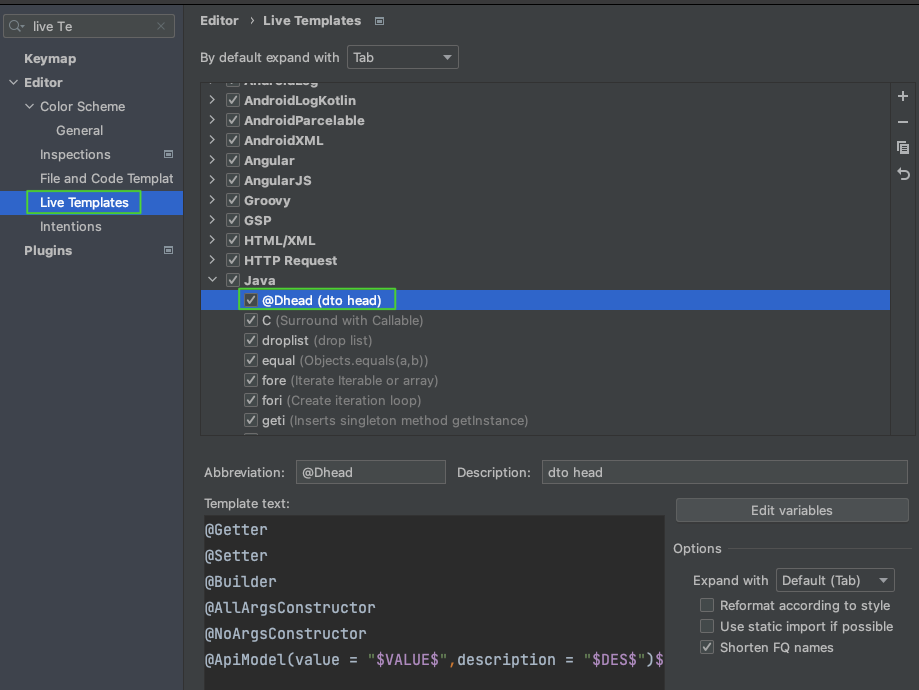 live Te
Keymap
Editor
Color Scheme
General
Inspections
File and Code Templat
Live Templates
Intentions
Plugins
Editor › Live Templates
By default expand with Tab
AndroidLog
AndroidLogKotlin
AndroidParcelable
AndroidXML
Angular
AngularJS
Groovy
GSP
HTML/XML
HTTP Request
Java
@Dhead (dto head)
C (Surround with Callable)
droplist (drop list)
equal (Objects.equals(a,b))
fore (Iterate Iterable or array)
fori (Create iteration loop)
geti (Inserts singleton method getInstance)
Abbreviation: @Dhead Description: dto head
Template text:
@Getter
@Setter
@Builder
@AllArgsConstructor
@NoArgsConstructor
@ApiModel(value = "$VALUE$",description = "$DES$")$
Edit variables
Options
Expand with Default (Tab)
Reformat according to style
Use static import if possible
Shorten FQ names